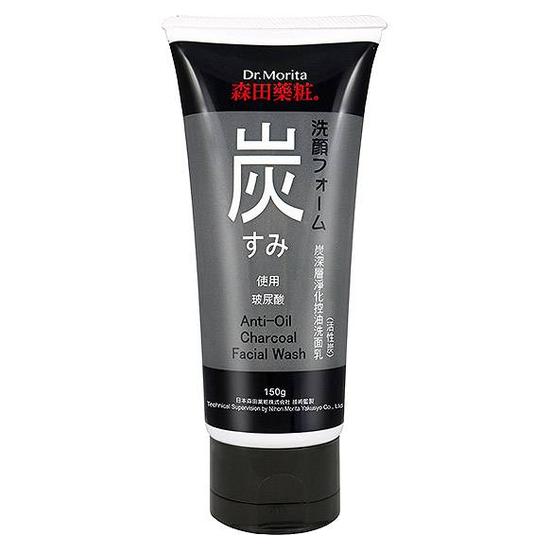 Dr.Morita
森田藥粧®
洗顏フォーム
炭
すみ
炭深層淨化控油洗面乳
(活性炭)
使用
玻尿酸
Anti-Oil
Charcoal
Facial Wash
150g
日本森田薬粧株式会社 技術監製
Technical Supervision by Nihon Morita Yakusyo Co., Ltd.